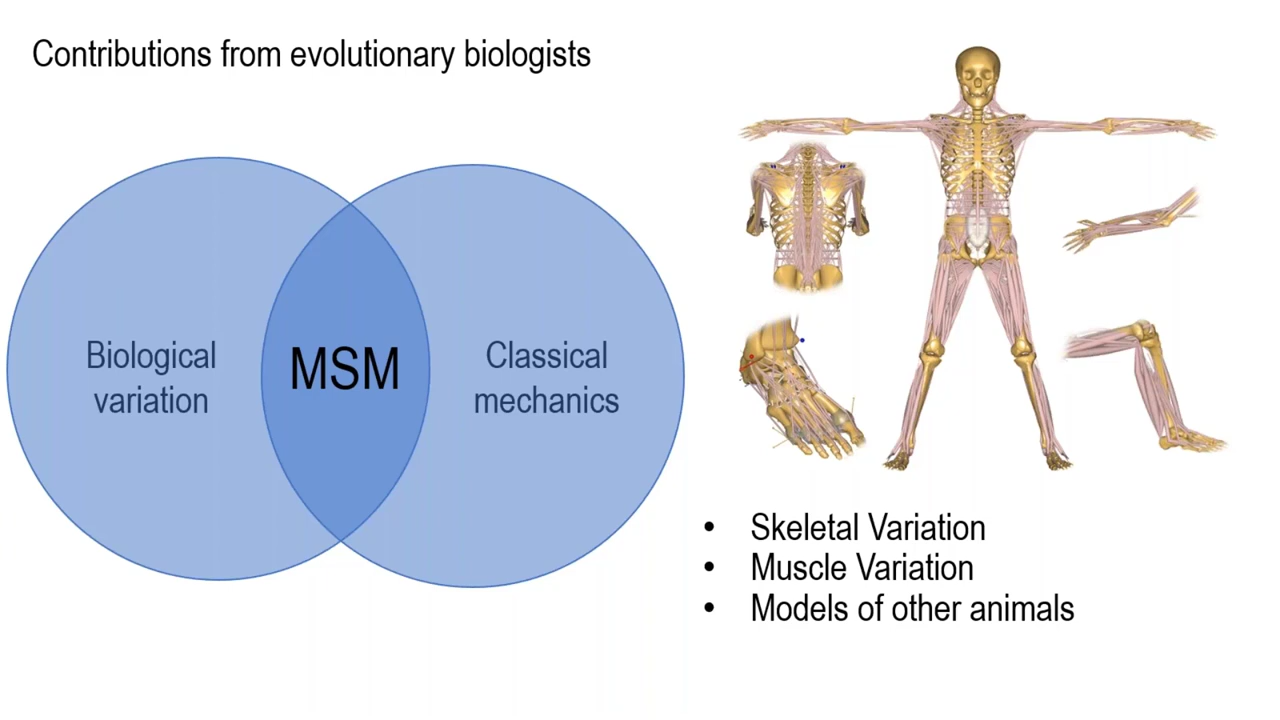 Contributions from evolutionary biologists
Biological
variation
MSM
Classical
mechanics
• Skeletal Variation
• Muscle Variation
• Models of other animals